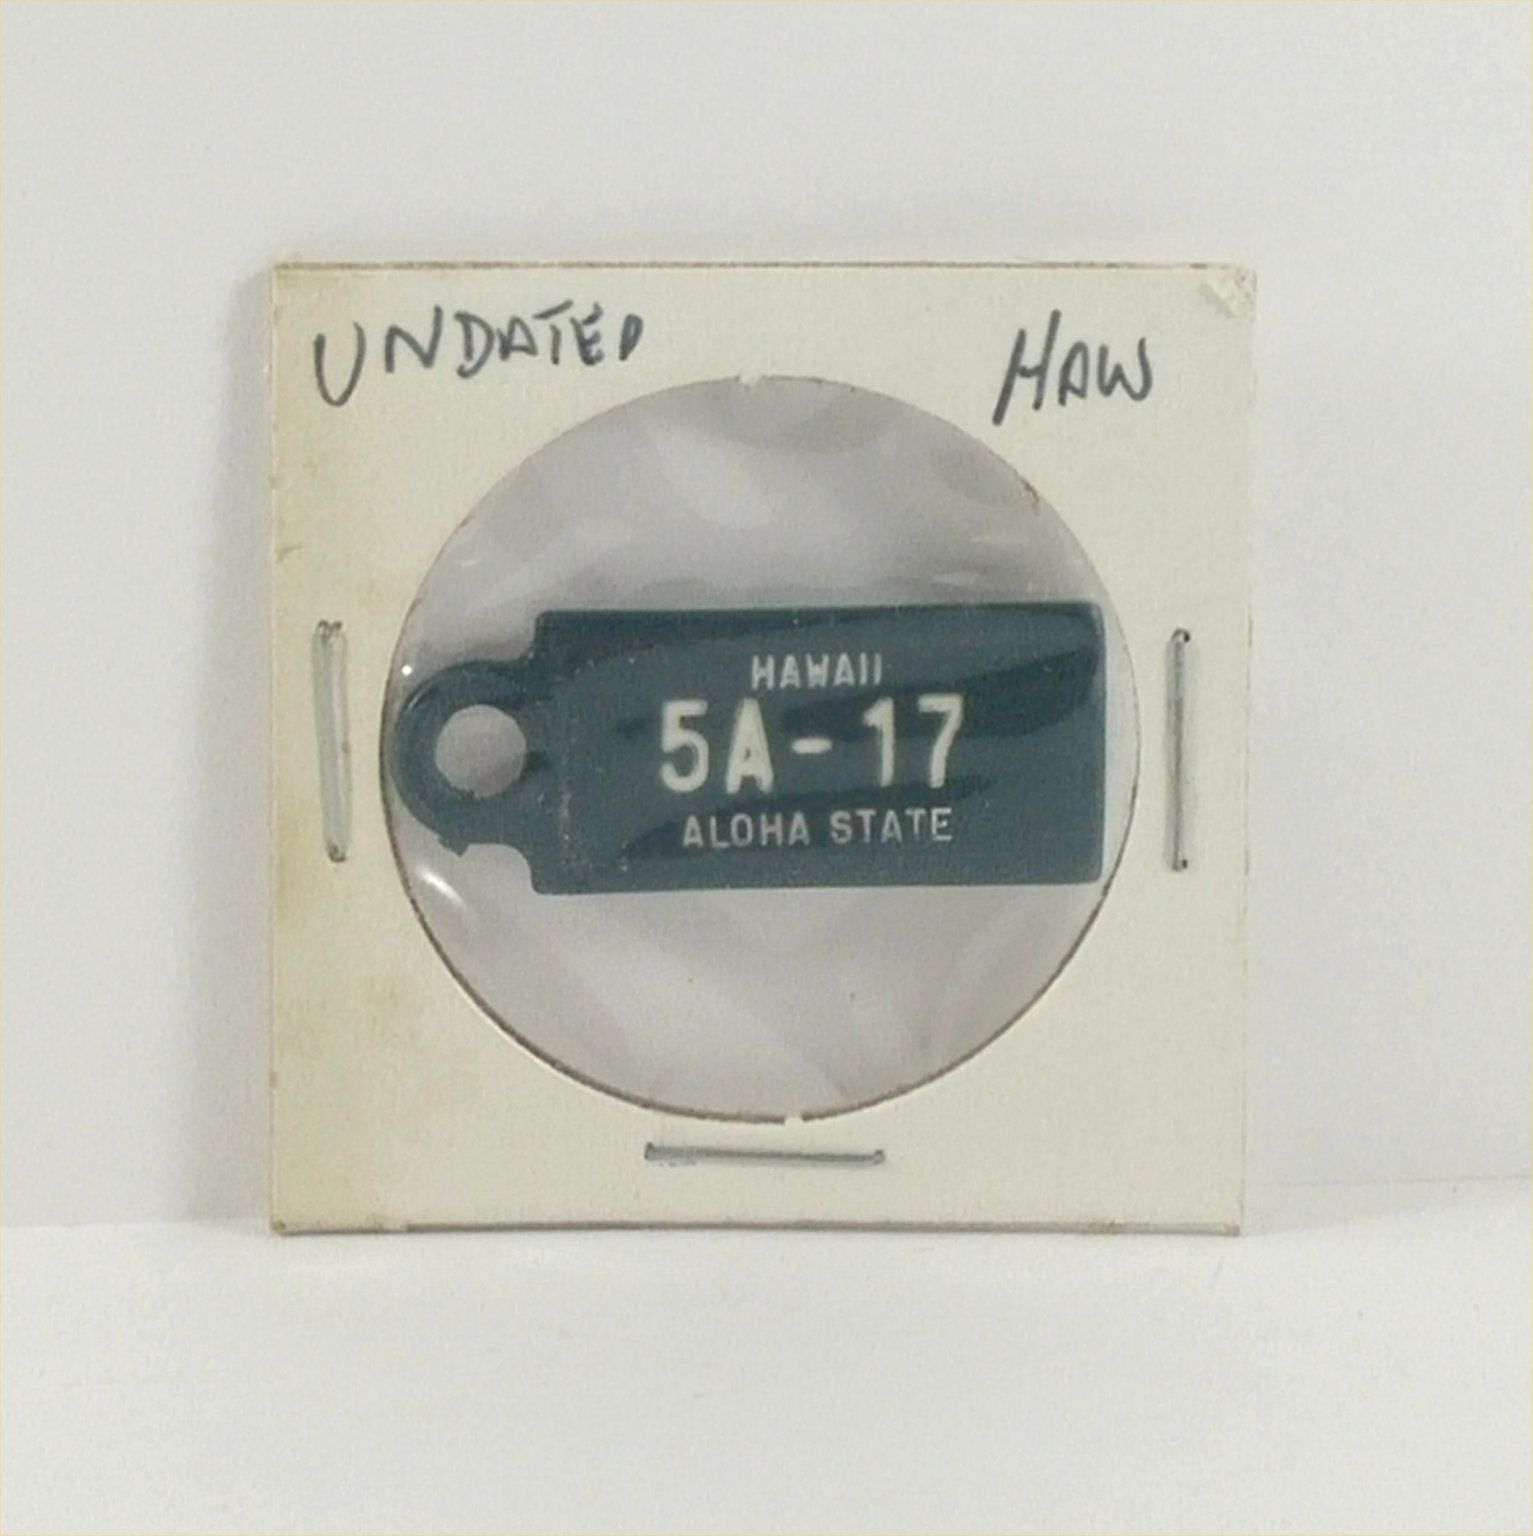 UNDATED HAW
HAWAII
5A-17
ALOHA STATE